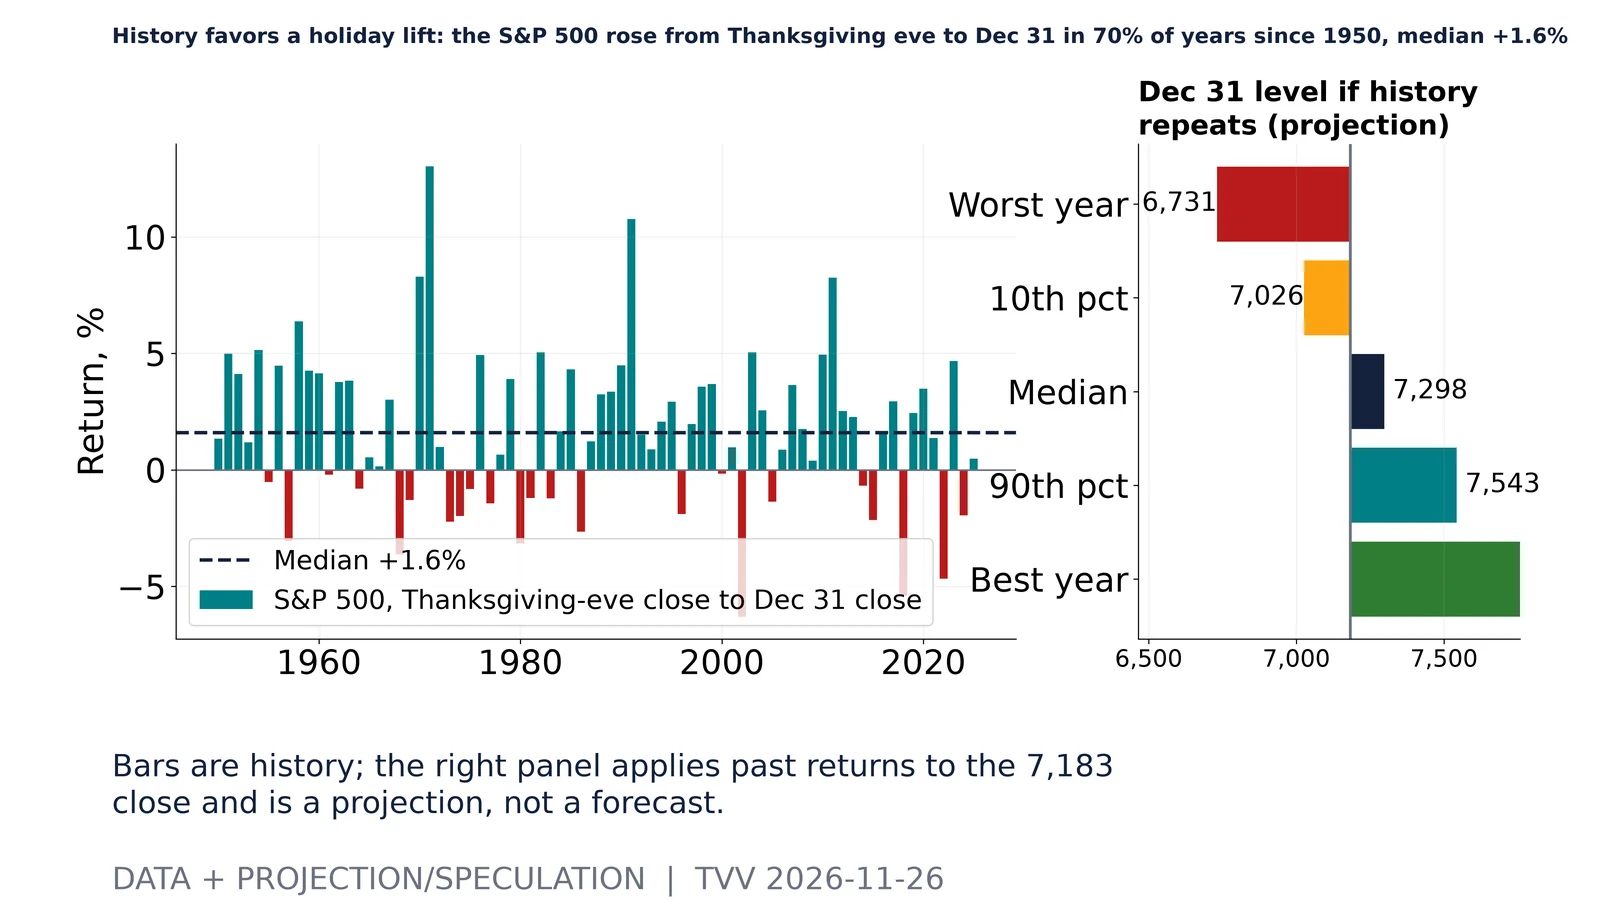 History favors a holiday lift: the S&P 500 rose from Thanksgiving eve to Dec 31 in 70% of years since 1950, median +1.6%
Dec 31 level if history
repeats (projection)
Return, %
10
5
0
−5
1960
1980
2000
2020
Median +1.6%
S&P 500, Thanksgiving-eve close to Dec 31 close
Worst year
6,731
10th pct
7,026
Median
7,298
90th pct
7,543
Best year
6,500
7,000
7,500
Bars are history; the right panel applies past returns to the 7,183
close and is a projection, not a forecast.
DATA + PROJECTION/SPECULATION | TVV 2026-11-26